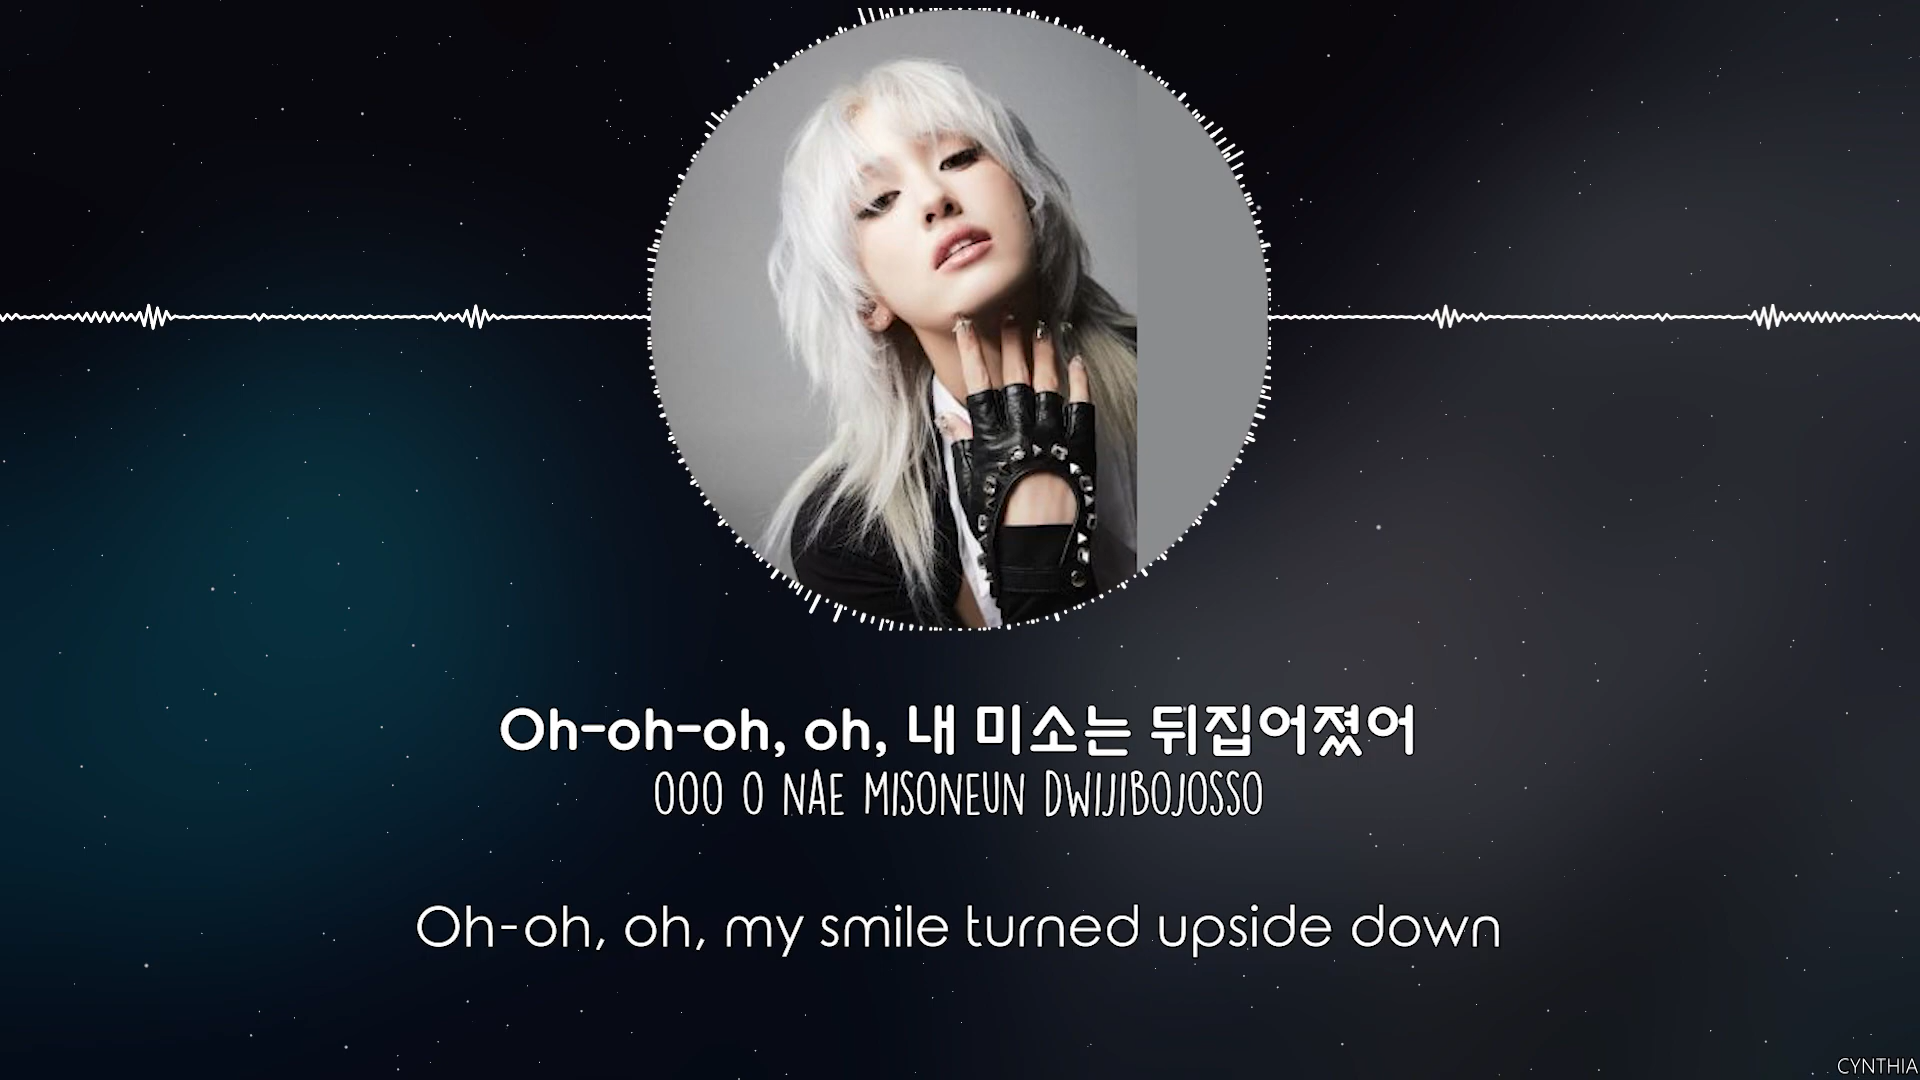 Oh-oh-oh, oh, 내 미소는 뒤집어졌어
OOO O NAE MISONEUN DWIJIBOJOSSO
Oh-oh, oh, my smile turned upside down
CYNTHIA